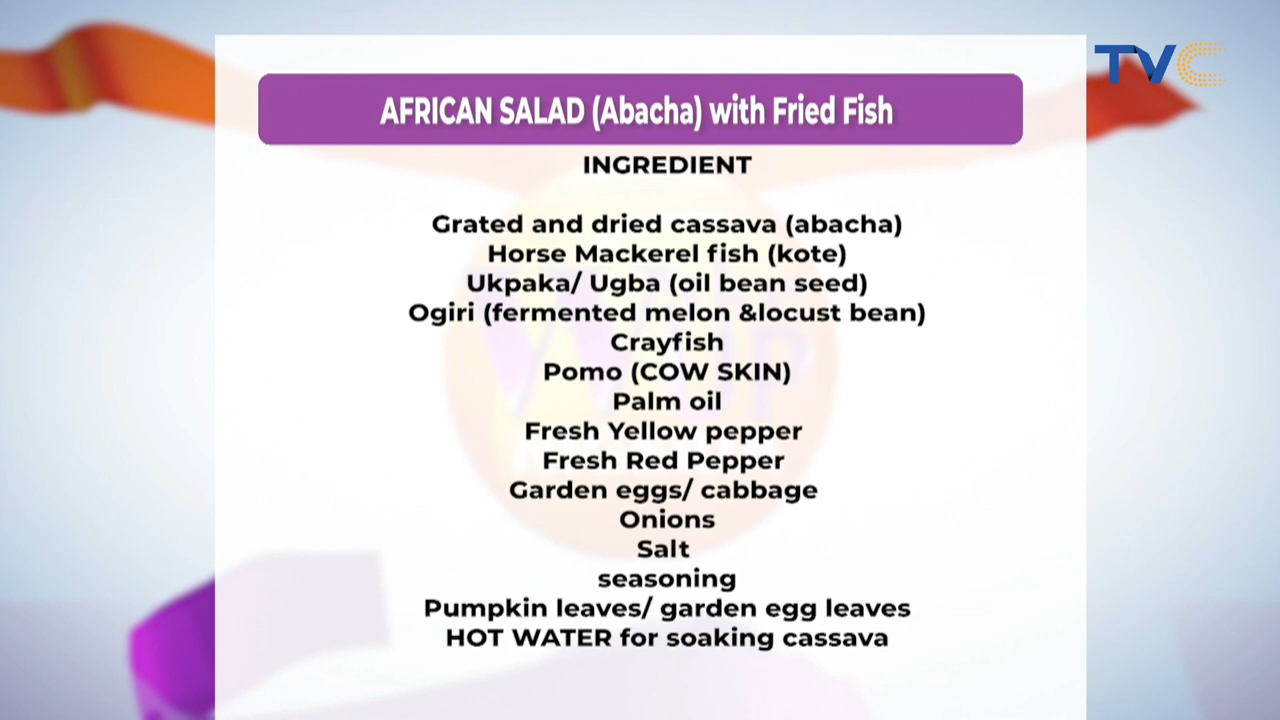 TVC
AFRICAN SALAD (Abacha) with Fried Fish
INGREDIENT
Grated and dried cassava (abacha)
Horse Mackerel fish (kote)
Ukpaka/ Ugba (oil bean seed)
Ogiri (fermented melon &locust bean)
Crayfish
Pomo (COW SKIN)
Palm oil
Fresh Yellow pepper
Fresh Red Pepper
Garden eggs/ cabbage
Onions
Salt
seasoning
Pumpkin leaves/ garden egg leaves
HOT WATER for soaking cassava